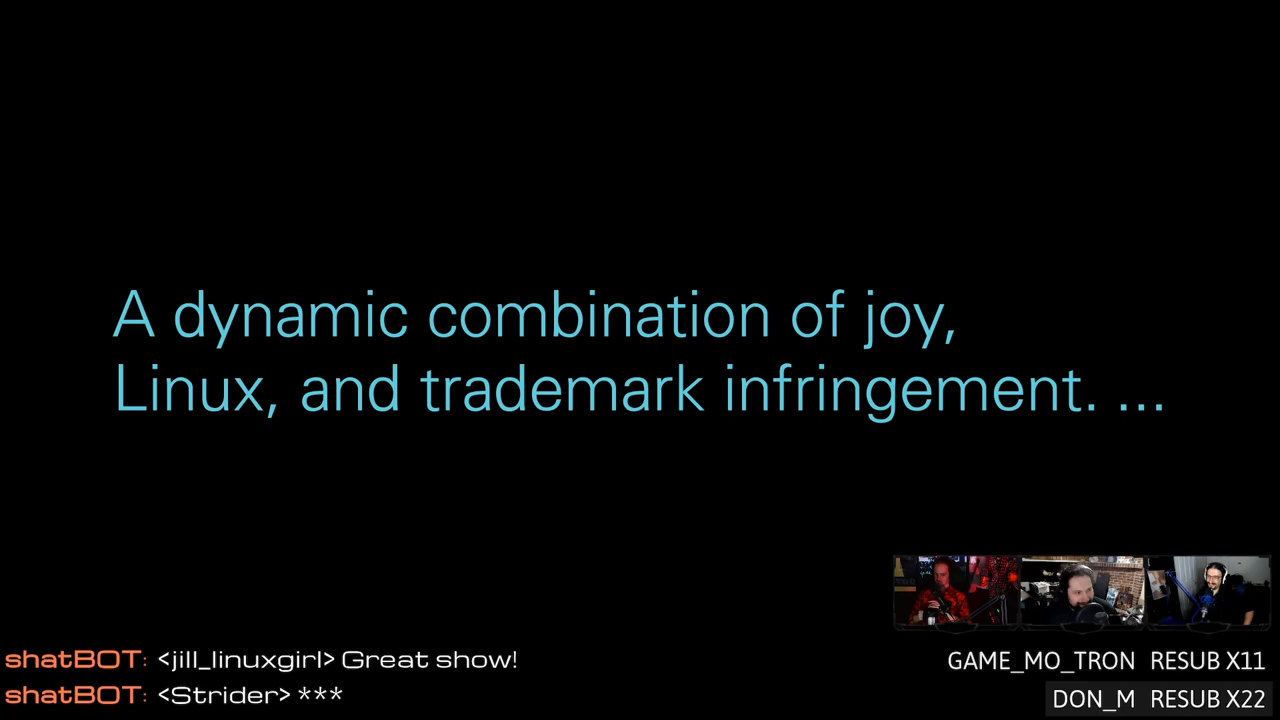 A dynamic combination of joy,
Linux, and trademark infringement. ...
shatBOT: <jill_linuxgirl> Great show!
shatBOT: <Strider> ***
GAME_MO_TRON RESUB X11
DON_M RESUB X22